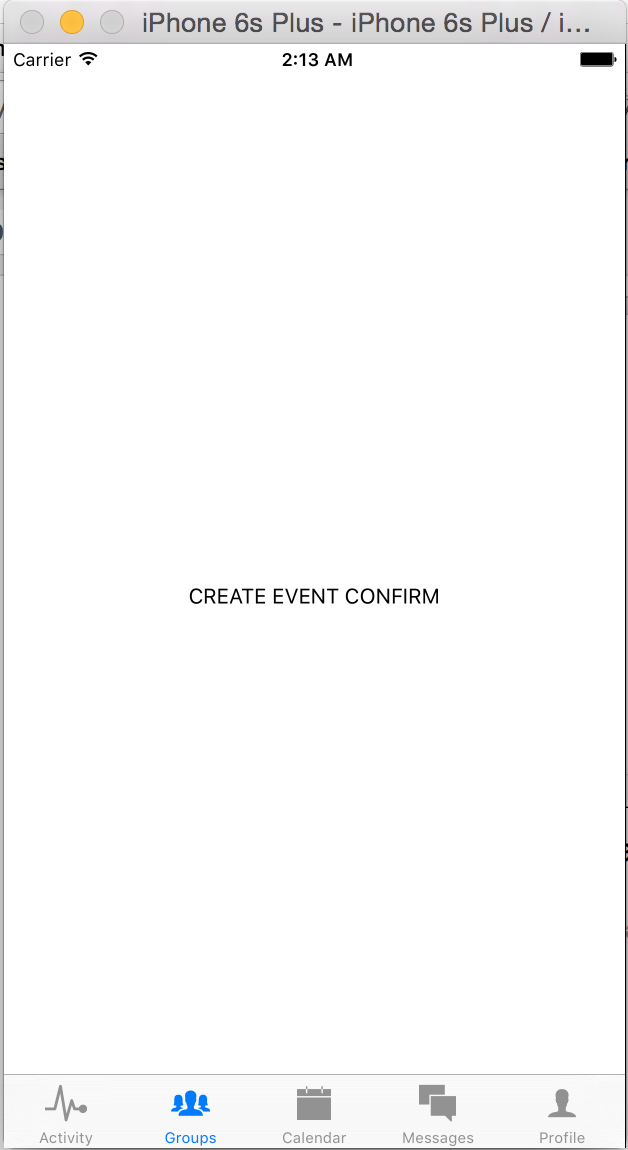 iPhone 6s Plus - iPhone 6s Plus / i...
Carrier 2:13 AM
CREATE EVENT CONFIRM
Activity Groups Calendar Messages Profile